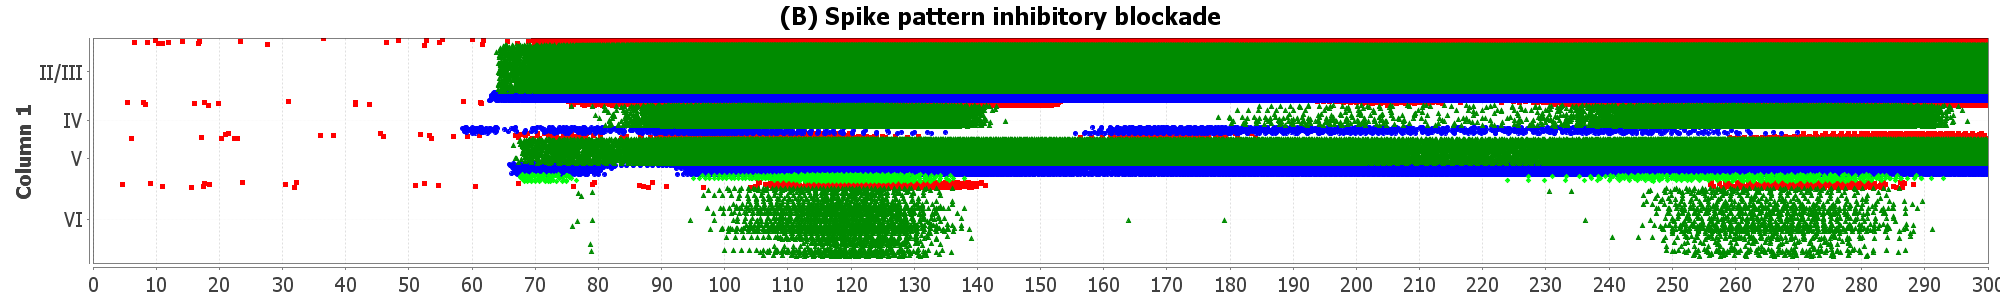 (B) Spike pattern inhibitory blockade
Column 1
II/III
IV
V
VI
0 10 20 30 40 50 60 70 80 90 100 110 120 130 140 150 160 170 180 190 200 210 220 230 240 250 260 270 280 290 300